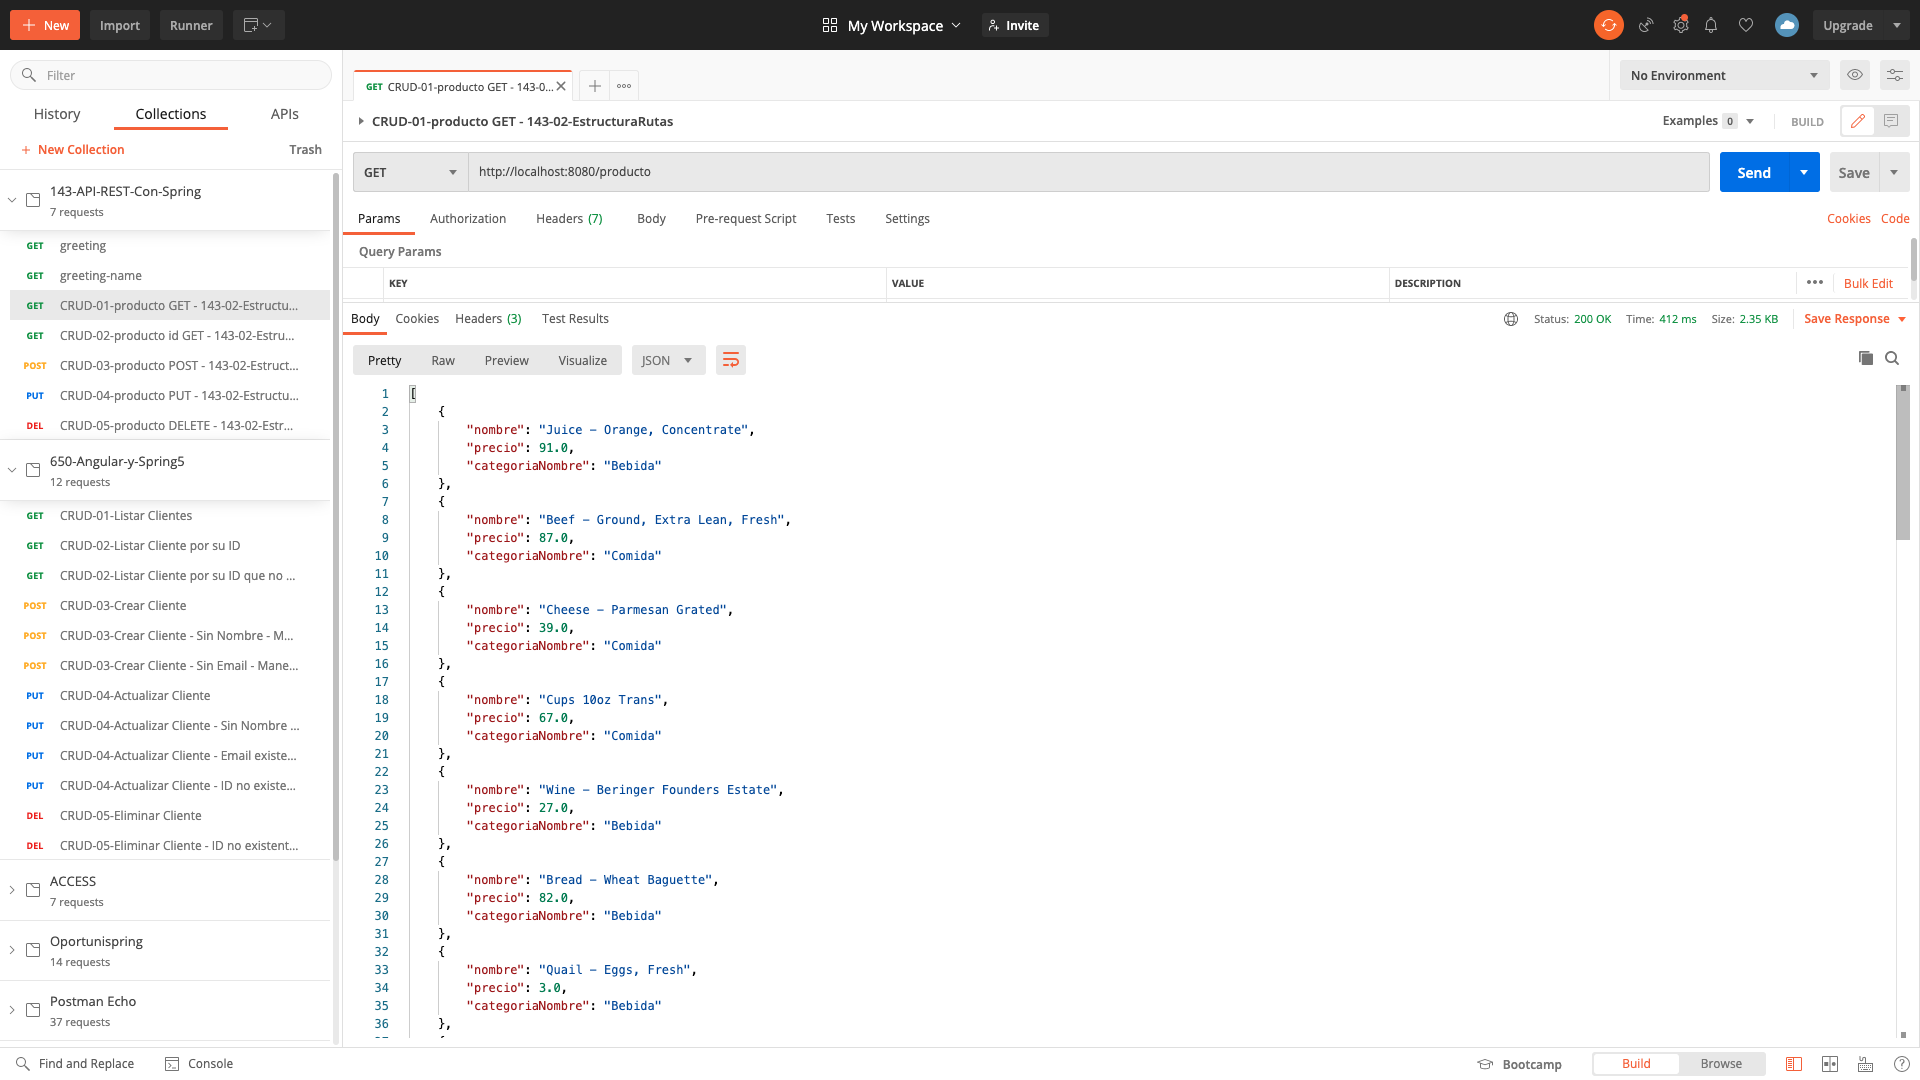 New
Import
Runner
My Workspace
Invite
Upgrade
Filter
History
Collections
APIs
New Collection
Trash
143-API-REST-Con-Spring
7 requests
GET greeting
GET greeting-name
GET CRUD-01-producto GET - 143-02-Estructu...
GET CRUD-02-producto id GET - 143-02-Estru...
POST CRUD-03-producto POST - 143-02-Estruct...
PUT CRUD-04-producto PUT - 143-02-Estructu...
DEL CRUD-05-producto DELETE - 143-02-Estr...
650-Angular-y-Spring5
12 requests
GET CRUD-01-Listar Clientes
GET CRUD-02-Listar Cliente por su ID
GET CRUD-02-Listar Cliente por su ID que no ...
POST CRUD-03-Crear Cliente
POST CRUD-03-Crear Cliente - Sin Nombre - M...
POST CRUD-03-Crear Cliente - Sin Email - Mane...
PUT CRUD-04-Actualizar Cliente
PUT CRUD-04-Actualizar Cliente - Sin Nombre ...
PUT CRUD-04-Actualizar Cliente - Email existe...
PUT CRUD-04-Actualizar Cliente - ID no existe...
DEL CRUD-05-Eliminar Cliente
DEL CRUD-05-Eliminar Cliente - ID no existent...
ACCESS
7 requests
Oportunispring
14 requests
Postman Echo
37 requests
GET CRUD-01-producto GET - 143-0...
No Environment
CRUD-01-producto GET - 143-02-EstructuraRutas
Examples 0
BUILD
GET
http://localhost:8080/producto
Send
Save
Params
Authorization
Headers (7)
Body
Pre-request Script
Tests
Settings
Cookies
Code
Query Params
KEY
VALUE
DESCRIPTION
Bulk Edit
Body
Cookies
Headers (3)
Test Results
Status: 200 OK
Time: 412 ms
Size: 2.35 KB
Save Response
Pretty
Raw
Preview
Visualize
JSON
1 [
2 {
3 "nombre": "Juice – Orange, Concentrate",
4 "precio": 91.0,
5 "categoriaNombre": "Bebida"
6 },
7 {
8 "nombre": "Beef – Ground, Extra Lean, Fresh",
9 "precio": 87.0,
10 "categoriaNombre": "Comida"
11 },
12 {
13 "nombre": "Cheese – Parmesan Grated",
14 "precio": 39.0,
15 "categoriaNombre": "Comida"
16 },
17 {
18 "nombre": "Cups 10oz Trans",
19 "precio": 67.0,
20 "categoriaNombre": "Comida"
21 },
22 {
23 "nombre": "Wine – Beringer Founders Estate",
24 "precio": 27.0,
25 "categoriaNombre": "Bebida"
26 },
27 {
28 "nombre": "Bread – Wheat Baguette",
29 "precio": 82.0,
30 "categoriaNombre": "Bebida"
31 },
32 {
33 "nombre": "Quail – Eggs, Fresh",
34 "precio": 3.0,
35 "categoriaNombre": "Bebida"
36 },
Find and Replace
Console
Bootcamp
Build
Browse